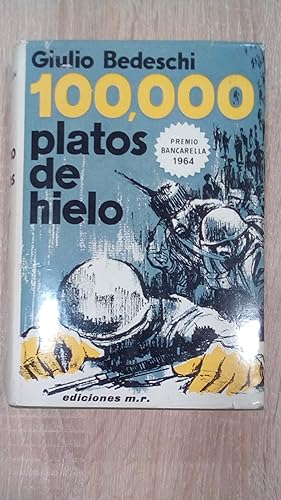 Giulio Bedeschi
100,000
platos
de
hielo
PREMIO
BANCARELLA
1964
ediciones m.r.